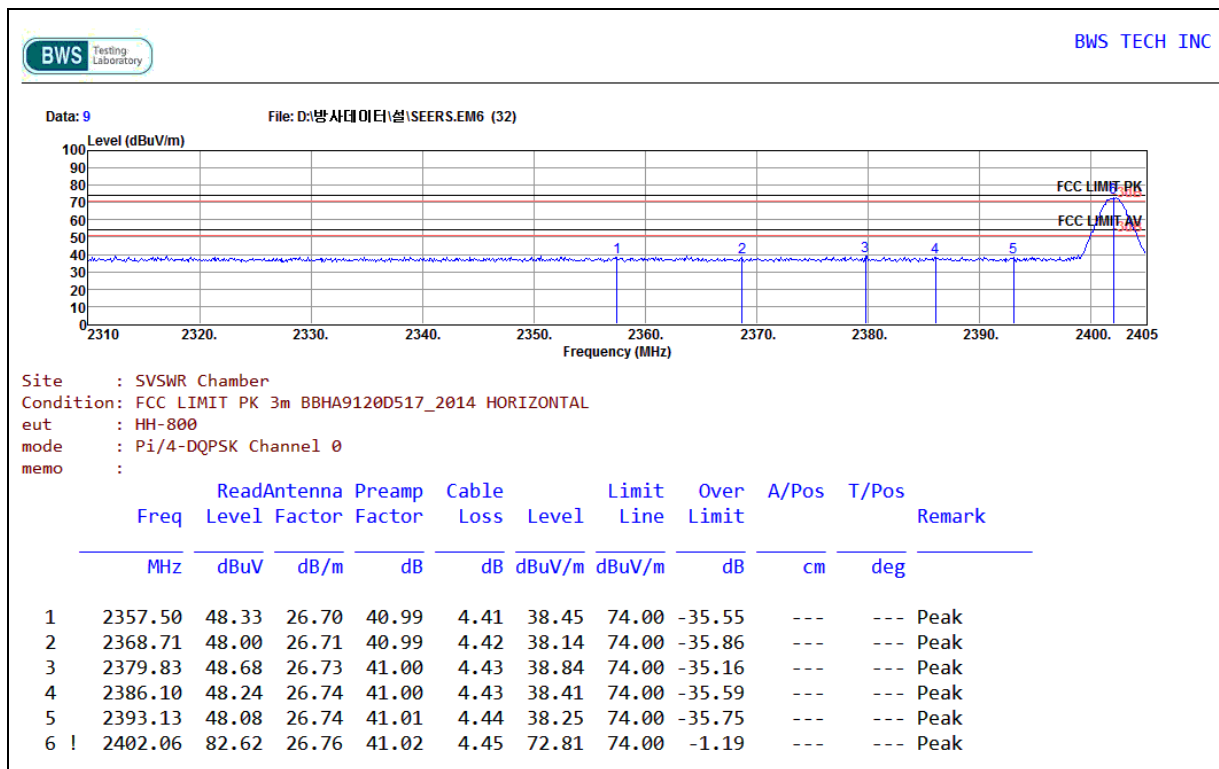 BWS Testing Laboratory
BWS TECH INC
Data: 9 File: D:\방사데이터\설\SEERS.EM6 (32)
Level (dBuV/m)
100
90
80
70
60
50
40
30
20
10
0
FCC LIMIT PK
FCC LIMIT AV
1 2 3 4 5 6
2310 2320. 2330. 2340. 2350. 2360. 2370. 2380. 2390. 2400. 2405
Frequency (MHz)
Site : SVSWR Chamber
Condition: FCC LIMIT PK 3m BBHA9120D517_2014 HORIZONTAL
eut : HH-800
mode : Pi/4-DQPSK Channel 0
memo :
ReadAntenna Preamp Cable Limit Over A/Pos T/Pos
Freq Level Factor Factor Loss Level Line Limit Remark
MHz dBuV dB/m dB dB dBuV/m dBuV/m dB cm deg
1 2357.50 48.33 26.70 40.99 4.41 38.45 74.00 -35.55 --- --- Peak
2 2368.71 48.00 26.71 40.99 4.42 38.14 74.00 -35.86 --- --- Peak
3 2379.83 48.68 26.73 41.00 4.43 38.84 74.00 -35.16 --- --- Peak
4 2386.10 48.24 26.74 41.00 4.43 38.41 74.00 -35.59 --- --- Peak
5 2393.13 48.08 26.74 41.01 4.44 38.25 74.00 -35.75 --- --- Peak
6 ! 2402.06 82.62 26.76 41.02 4.45 72.81 74.00 -1.19 --- --- Peak